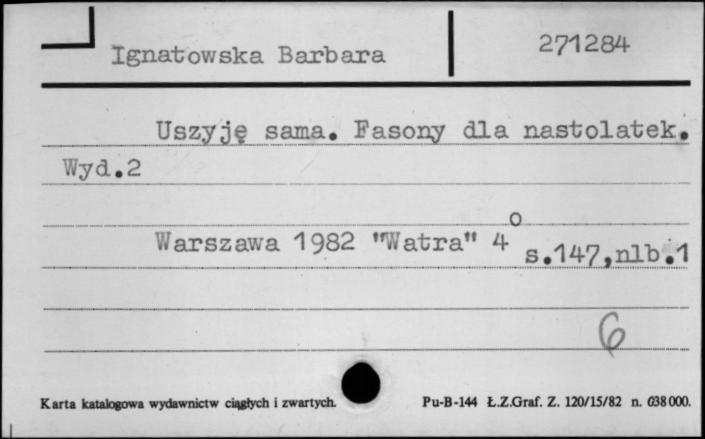 Ignatowska Barbara 271284
Uszyję sama. Fasony dla nastolatek.
Wyd.2
Warszawa 1982 "Watra" 4° s.147,nlb.1
6
Karta katalogowa wydawnictw ciągłych i zwartych. Pu-B-144 Ł.Z.Graf. Z. 120/15/82 n. 638000.